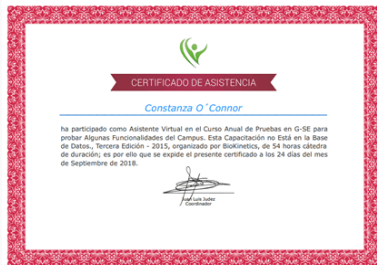 CERTIFICADO DE ASISTENCIA
Constanza O´Connor
ha participado como Asistente Virtual en el Curso Anual de Pruebas en G-SE para
probar Algunas Funcionalidades del Campus. Esta Capacitación no Está en la Base
de Datos., Tercera Edición - 2015, organizado por BioKinetics, de 54 horas cátedra
de duración; es por ello que se expide el presente certificado a los 24 días del mes
de Septiembre de 2018.
Juan Luis Judez
Coordinador